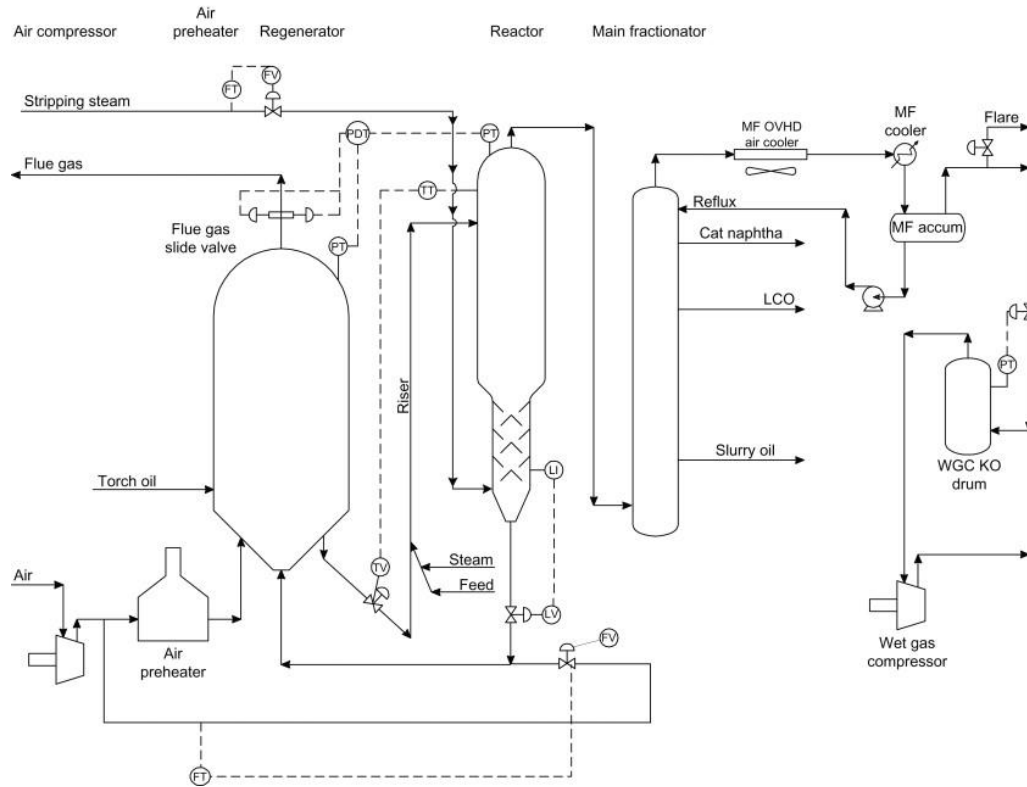 Air compressor
Air
preheater
Regenerator
Reactor
Main fractionator
FT
FV
Stripping steam
PDT
PT
MF OVHD
air cooler
MF
cooler
Flare
Flue gas
TT
Reflux
MF accum
Flue gas
slide valve
PT
Cat naphtha
LCO
PT
Riser
Slurry oil
WGC KO
drum
LI
Torch oil
Steam
TV
Feed
Air
LV
FV
Wet gas
compressor
Air
preheater
FT